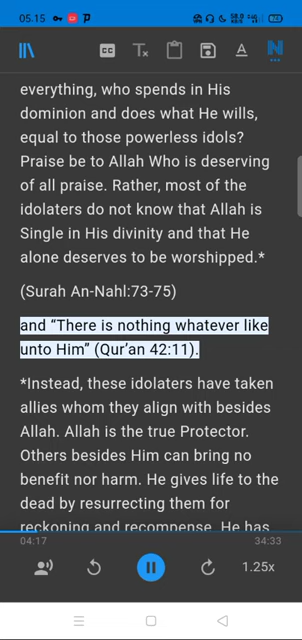 05.15
58.9
74
CC
T
A
N
everything, who spends in His
dominion and does what He wills,
equal to those powerless idols?
Praise be to Allah Who is deserving
of all praise. Rather, most of the
idolaters do not know that Allah is
Single in His divinity and that He
alone deserves to be worshipped.*
(Surah An-Nahl:73-75)
and “There is nothing whatever like
unto Him” (Qur’an 42:11).
*Instead, these idolaters have taken
allies whom they align with besides
Allah. Allah is the true Protector.
Others besides Him can bring no
benefit nor harm. He gives life to the
dead by resurrecting them for
reckoning and recompense. He has
04:17 34:33
1.25x